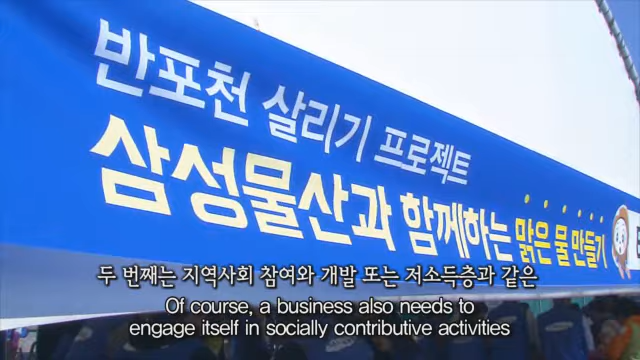 반포천 살리기 프로젝트
삼성물산과 함께하는 맑은 물 만들기
두 번째는 지역사회 참여와 개발 또는 저소득층과 같은
Of course, a business also needs to
engage itself in socially contributive activities